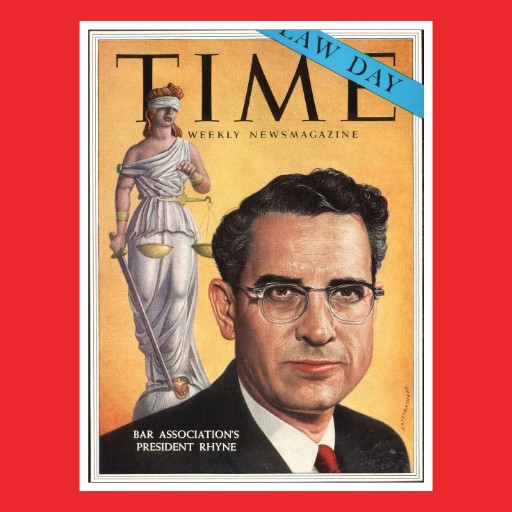 LAW DAY
TIME
WEEKLY NEWSMAGAZINE
BAR ASSOCIATION'S
PRESIDENT RHYNE